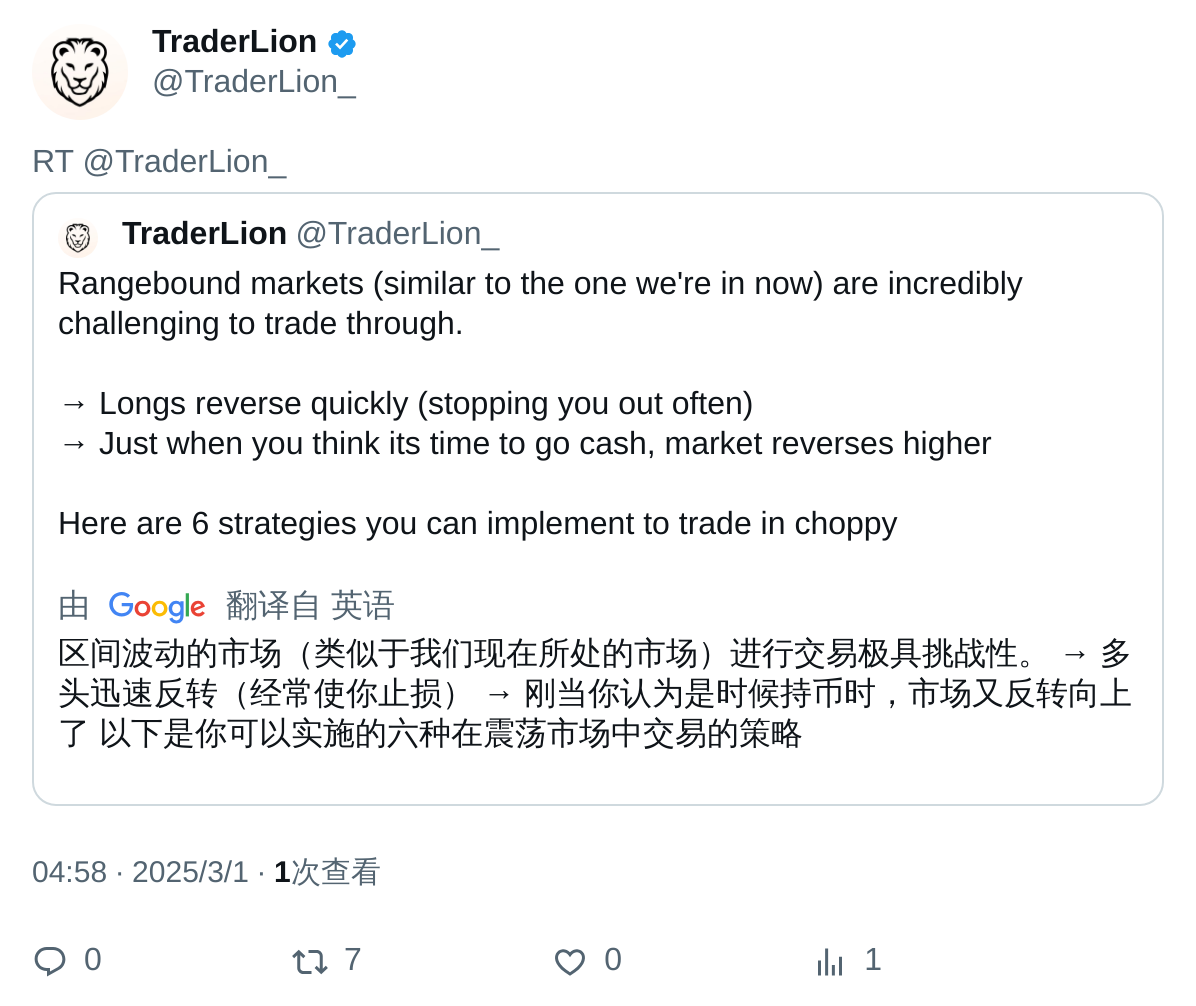 TraderLion
@TraderLion_
RT @TraderLion_
TraderLion @TraderLion_
Rangebound markets (similar to the one we're in now) are incredibly
challenging to trade through.
→ Longs reverse quickly (stopping you out often)
→ Just when you think its time to go cash, market reverses higher
Here are 6 strategies you can implement to trade in choppy
由 Google 翻译自 英语
区间波动的市场（类似于我们现在所处的市场）进行交易极具挑战性。 → 多
头迅速反转（经常使你止损） → 刚当你认为是时候持币时，市场又反转向上
了 以下是你可以实施的六种在震荡市场中交易的策略
04:58 · 2025/3/1 · 1次查看
0 7 0 1